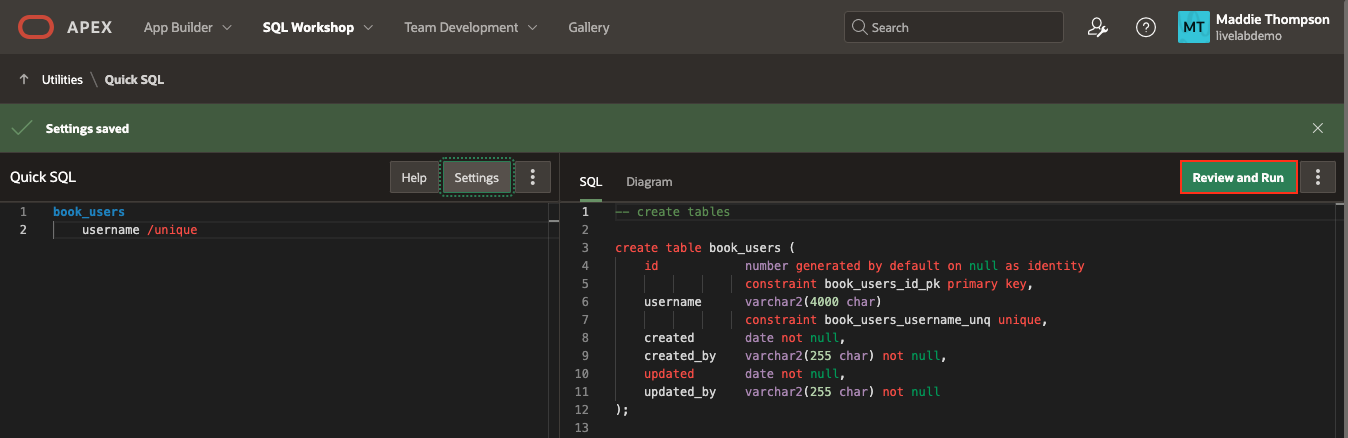 APEX App Builder SQL Workshop Team Development Gallery Search MT Maddie Thompson
livelabdemo
Utilities \ Quick SQL
Settings saved
Quick SQL Help Settings
1 book_users
2 username /unique
SQL Diagram Review and Run
1 -- create tables
2
3 create table book_users (
4 id number generated by default on null as identity
5 constraint book_users_id_pk primary key,
6 username varchar2(4000 char)
7 constraint book_users_username_unq unique,
8 created date not null,
9 created_by varchar2(255 char) not null,
10 updated date not null,
11 updated_by varchar2(255 char) not null
12 );
13